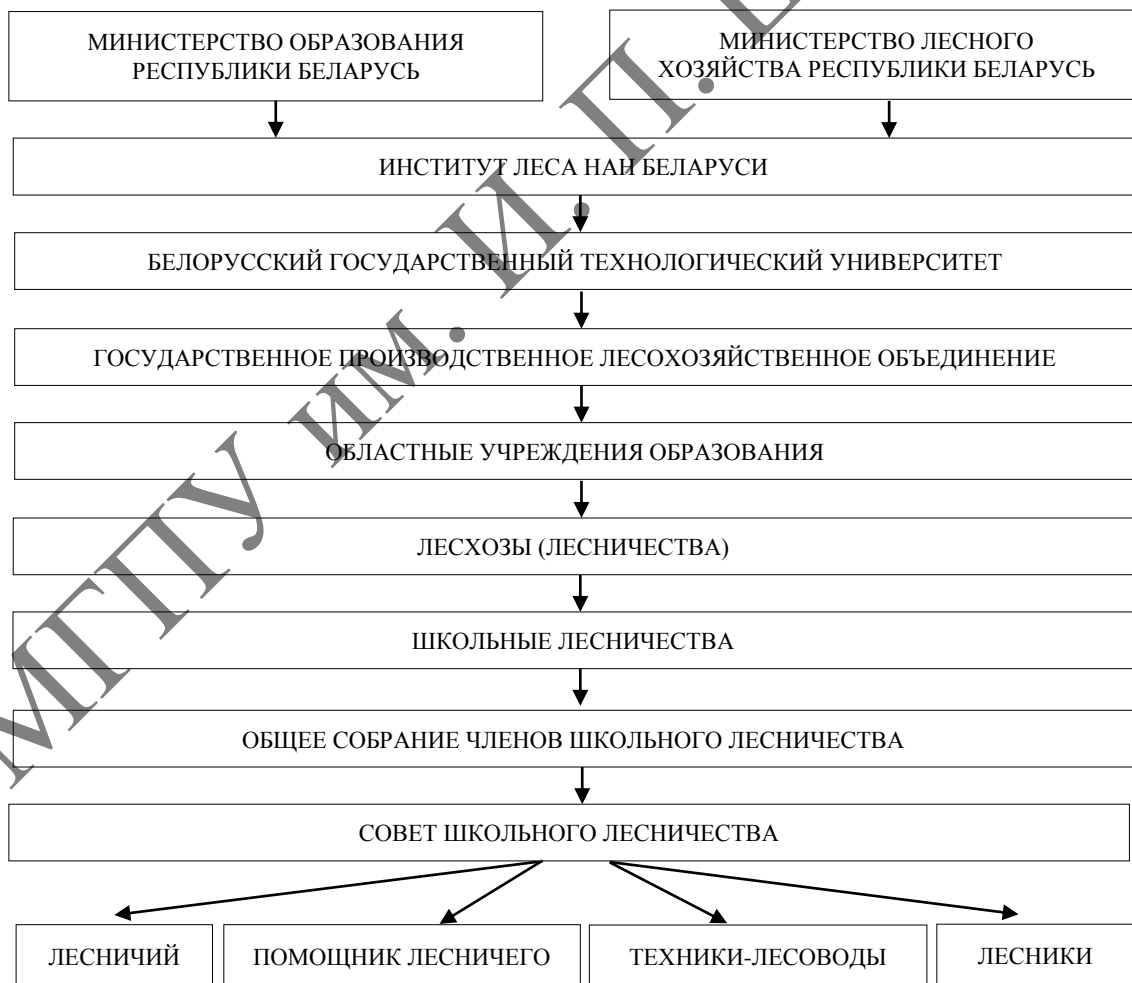 МИНИСТЕРСТВО ОБРАЗОВАНИЯ
РЕСПУБЛИКИ БЕЛАРУСЬ
МИНИСТЕРСТВО ЛЕСНОГО
ХОЗЯЙСТВА РЕСПУБЛИКИ БЕЛАРУСЬ
ИНСТИТУТ ЛЕСА НАН БЕЛАРУСИ
БЕЛОРУССКИЙ ГОСУДАРСТВЕННЫЙ ТЕХНОЛОГИЧЕСКИЙ УНИВЕРСИТЕТ
ГОСУДАРСТВЕННОЕ ПРОИЗВОДСТВЕННОЕ ЛЕСОХОЗЯЙСТВЕННОЕ ОБЪЕДИНЕНИЕ
ОБЛАСТНЫЕ УЧРЕЖДЕНИЯ ОБРАЗОВАНИЯ
ЛЕСХОЗЫ (ЛЕСНИЧЕСТВА)
ШКОЛЬНЫЕ ЛЕСНИЧЕСТВА
ОБЩЕЕ СОБРАНИЕ ЧЛЕНОВ ШКОЛЬНОГО ЛЕСНИЧЕСТВА
СОВЕТ ШКОЛЬНОГО ЛЕСНИЧЕСТВА
ЛЕСНИЧИЙ
ПОМОЩНИК ЛЕСНИЧЕГО
ТЕХНИКИ-ЛЕСОВОДЫ
ЛЕСНИКИ
МГПУ им. И. П.